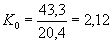 K₀ = 43,3 / 20,4 = 2,12